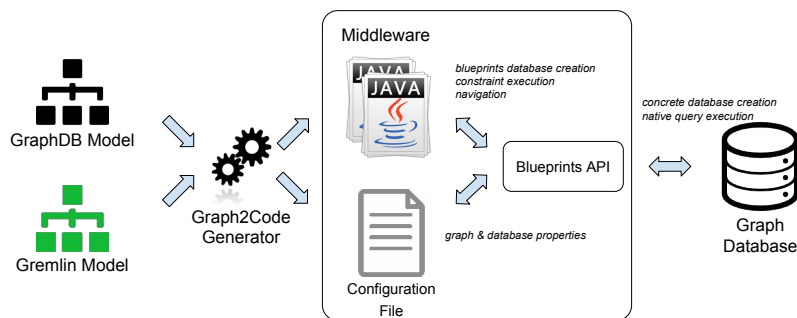 Middleware
JAVA
JAVA
blueprints database creation
constraint execution
navigation
concrete database creation
native query execution
GraphDB Model
Blueprints API
Graph2Code
Generator
Graph
Database
graph & database properties
Gremlin Model
Configuration
File